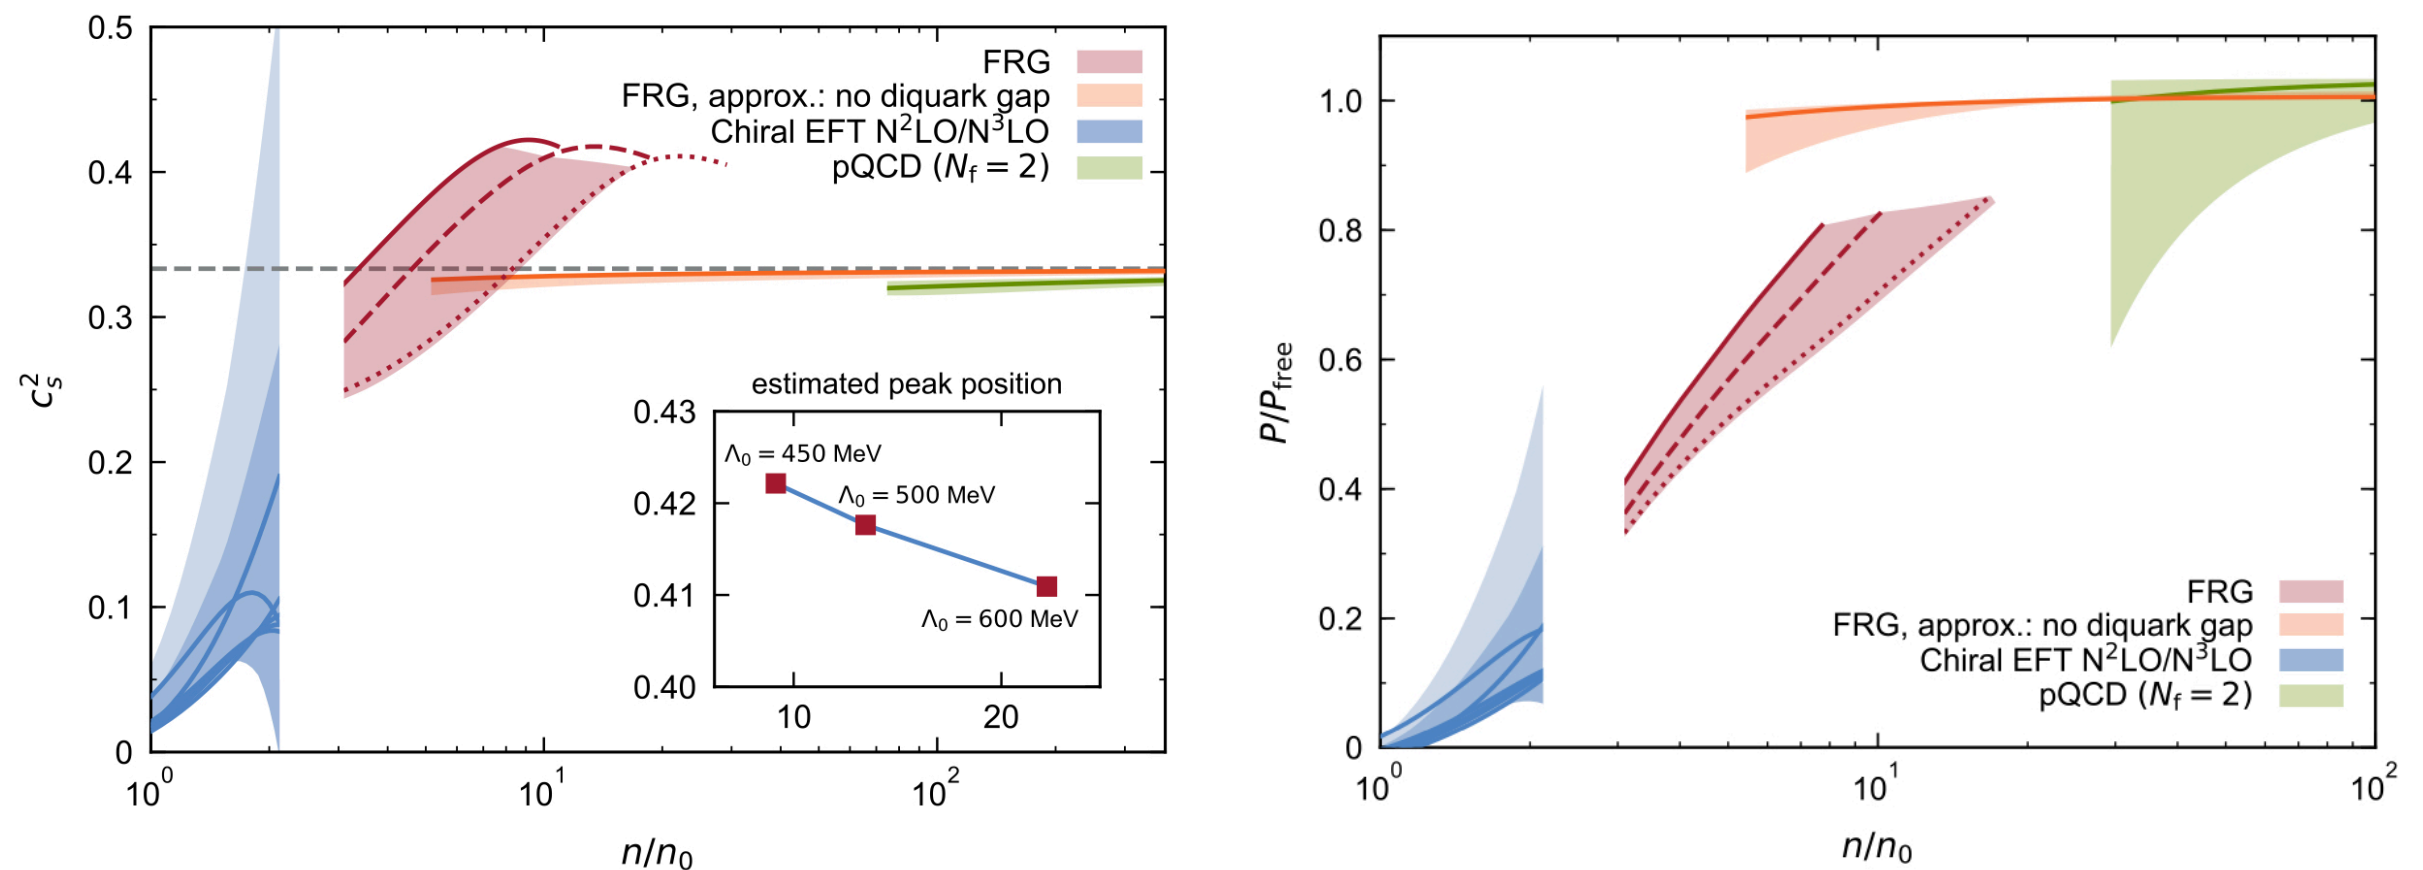 0.5
0.4
0.3
0.2
0.1
0
c_s^2
FRG
FRG, approx.: no diquark gap
Chiral EFT N²LO/N³LO
pQCD (N_f = 2)
estimated peak position
0.43
0.42
0.41
0.40
Λ₀ = 450 MeV
Λ₀ = 500 MeV
Λ₀ = 600 MeV
10 20
10⁰ 10¹ 10²
n/n₀
1.0
0.8
0.6
0.4
0.2
0
P/P_free
FRG
FRG, approx.: no diquark gap
Chiral EFT N²LO/N³LO
pQCD (N_f = 2)
10⁰ 10¹ 10²
n/n₀